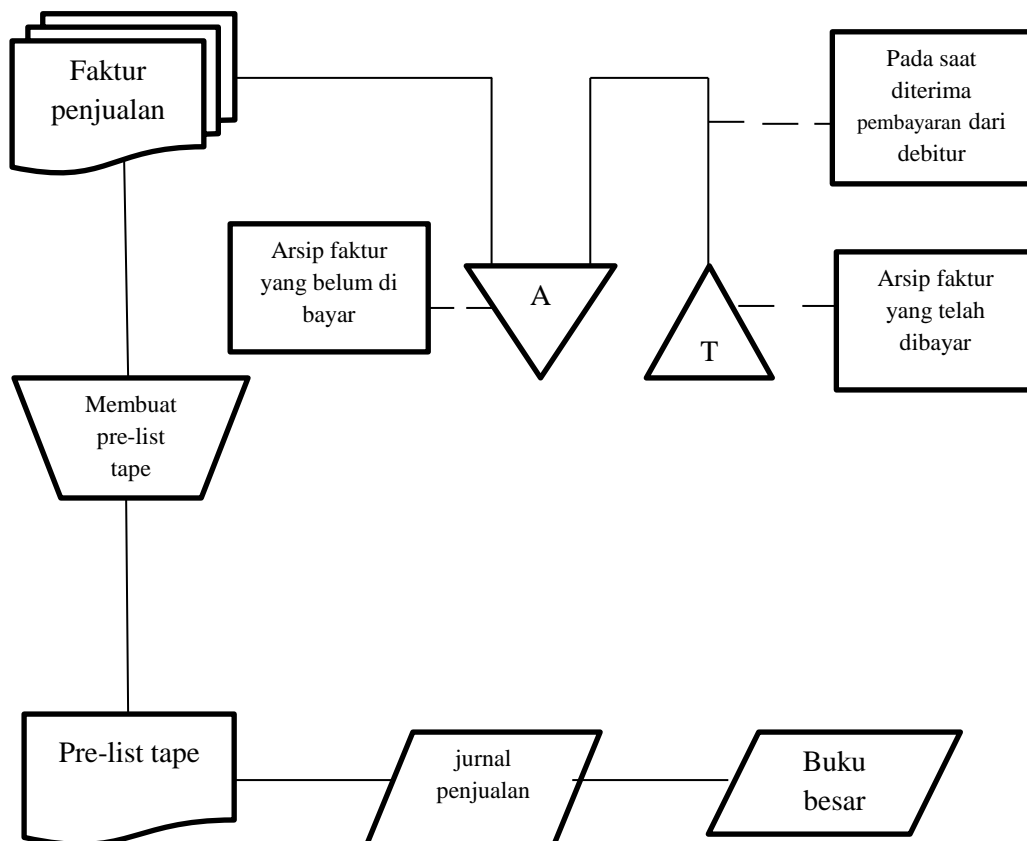 Faktur
penjualan
Pada saat
diterima
pembayaran dari
debitur
Arsip faktur
yang belum di
bayar
A
T
Arsip faktur
yang telah
dibayar
Membuat
pre-list
tape
Pre-list tape
jurnal
penjualan
Buku
besar